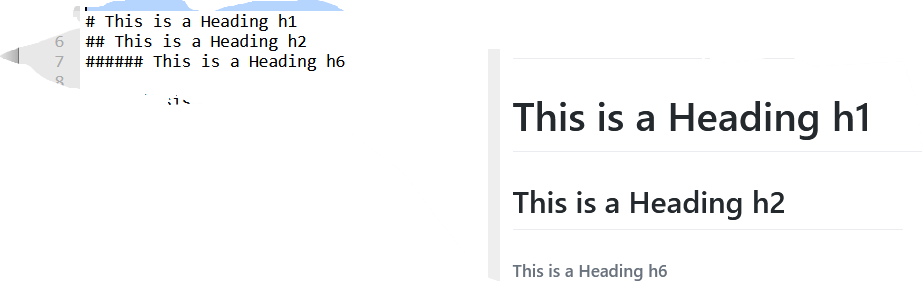 # This is a Heading h1
6 ## This is a Heading h2
7 ###### This is a Heading h6
8
This is a Heading h1
This is a Heading h2
This is a Heading h6